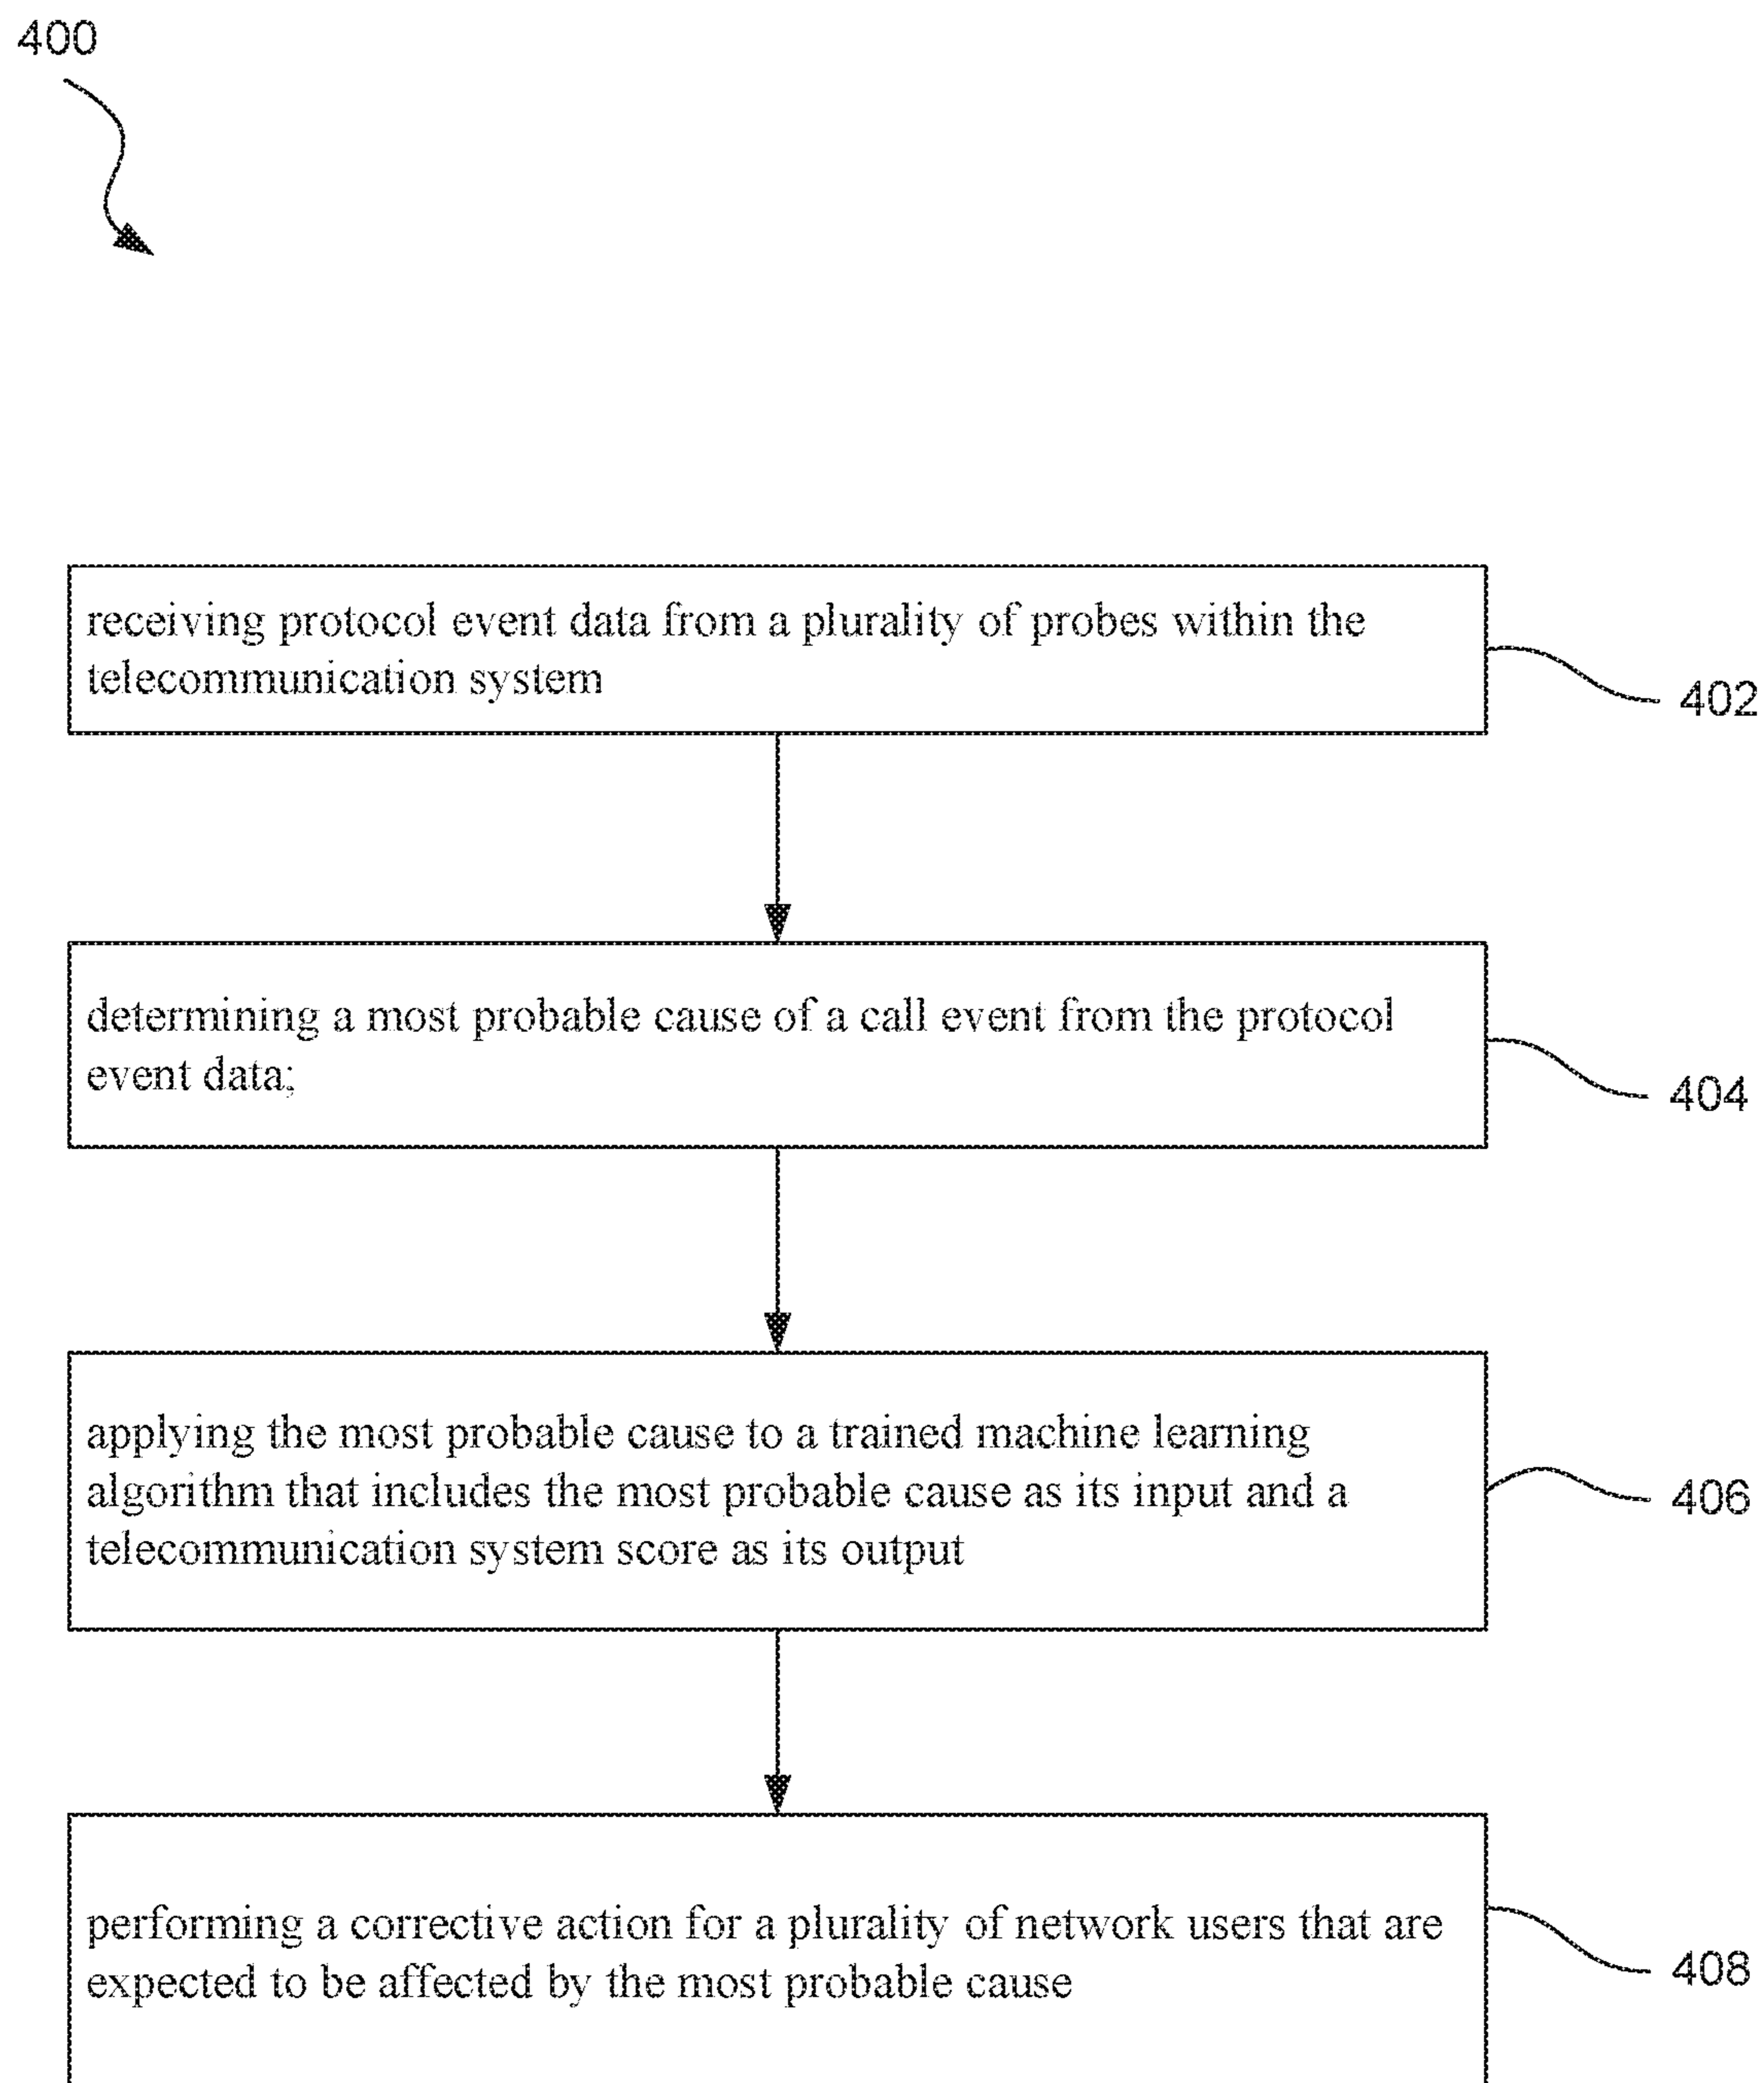 400
receiving protocol event data from a plurality of probes within the
telecommunication system
402
determining a most probable cause of a call event from the protocol
event data;
404
applying the most probable cause to a trained machine learning
algorithm that includes the most probable cause as its input and a
telecommunication system score as its output
406
performing a corrective action for a plurality of network users that are
expected to be affected by the most probable cause
408